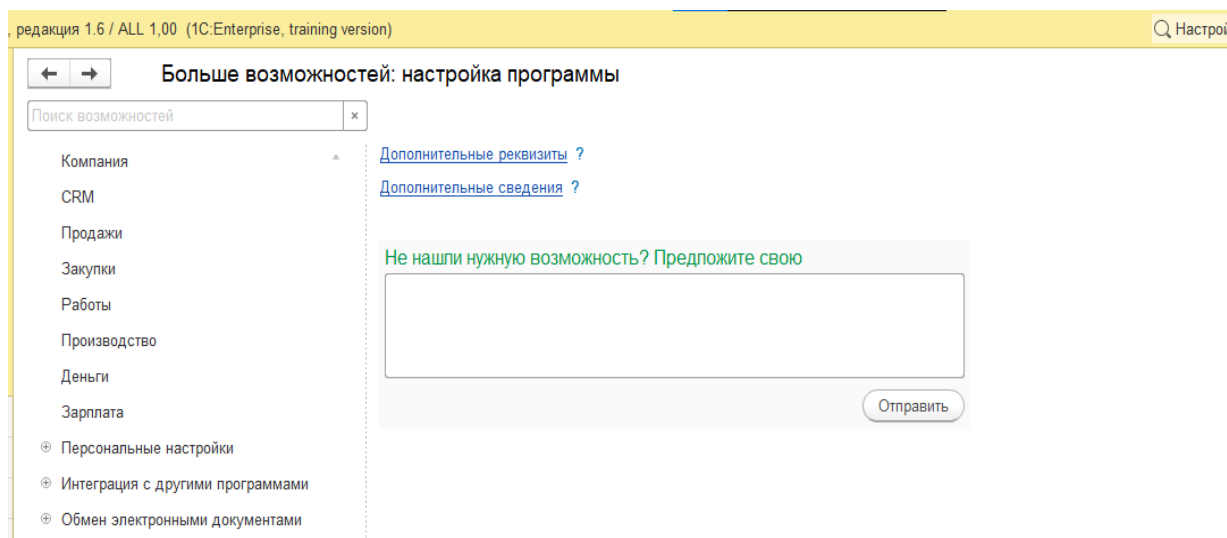 , редакция 1.6 / ALL 1,00 (1C:Enterprise, training version)
Настрой
Больше возможностей: настройка программы
Поиск возможностей
Компания
CRM
Продажи
Закупки
Работы
Производство
Деньги
Зарплата
Персональные настройки
Интеграция с другими программами
Обмен электронными документами
Дополнительные реквизиты ?
Дополнительные сведения ?
Не нашли нужную возможность? Предложите свою
Отправить